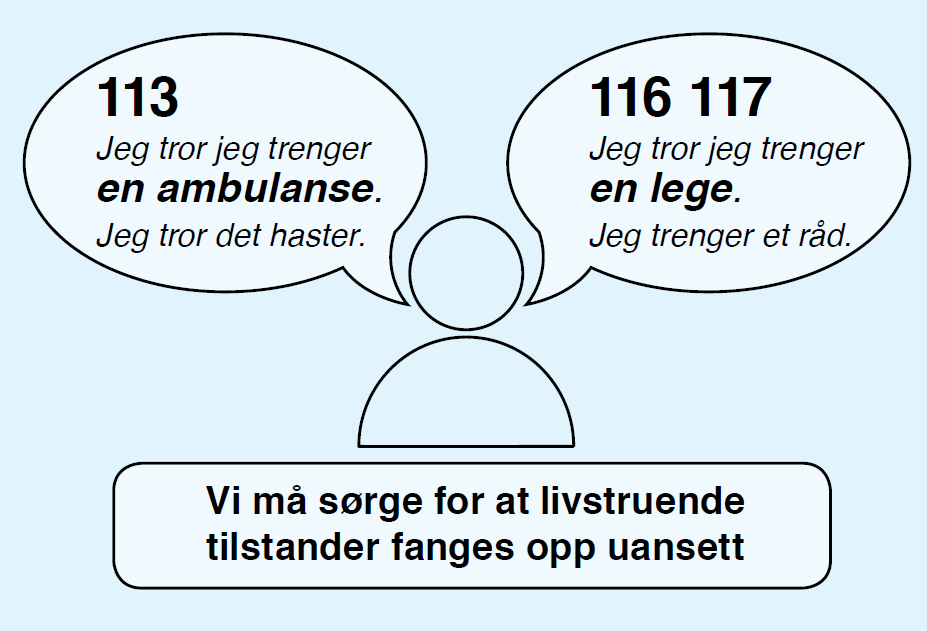 113
Jeg tror jeg trenger
en ambulanse.
Jeg tror det haster.
116 117
Jeg tror jeg trenger
en lege.
Jeg trenger et råd.
Vi må sørge for at livstruende
tilstander fanges opp uansett